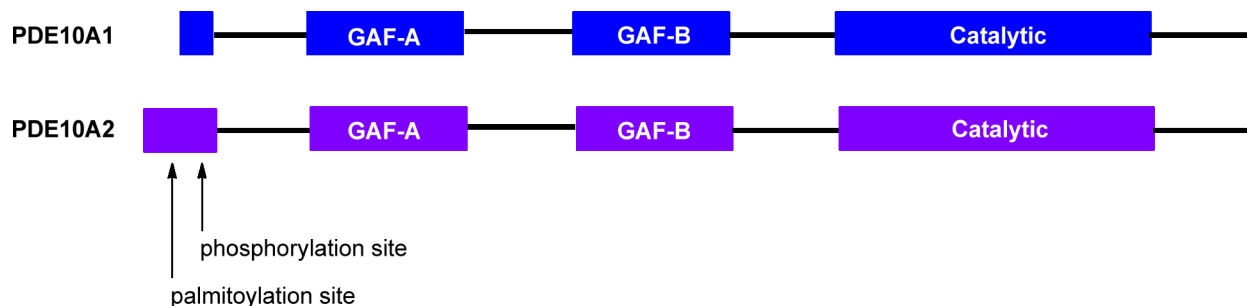 PDE10A1 GAF-A GAF-B Catalytic
PDE10A2 GAF-A GAF-B Catalytic
phosphorylation site
palmitoylation site